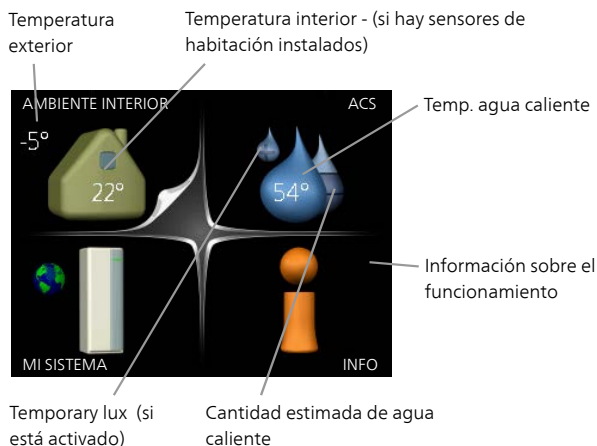 Temperatura
exterior
Temperatura interior - (si hay sensores de
habitación instalados)
AMBIENTE INTERIOR
ACS
-5°
22°
54°
Temp. agua caliente
Información sobre el
funcionamiento
MI SISTEMA
INFO
Temporary lux (si
está activado)
Cantidad estimada de agua
caliente